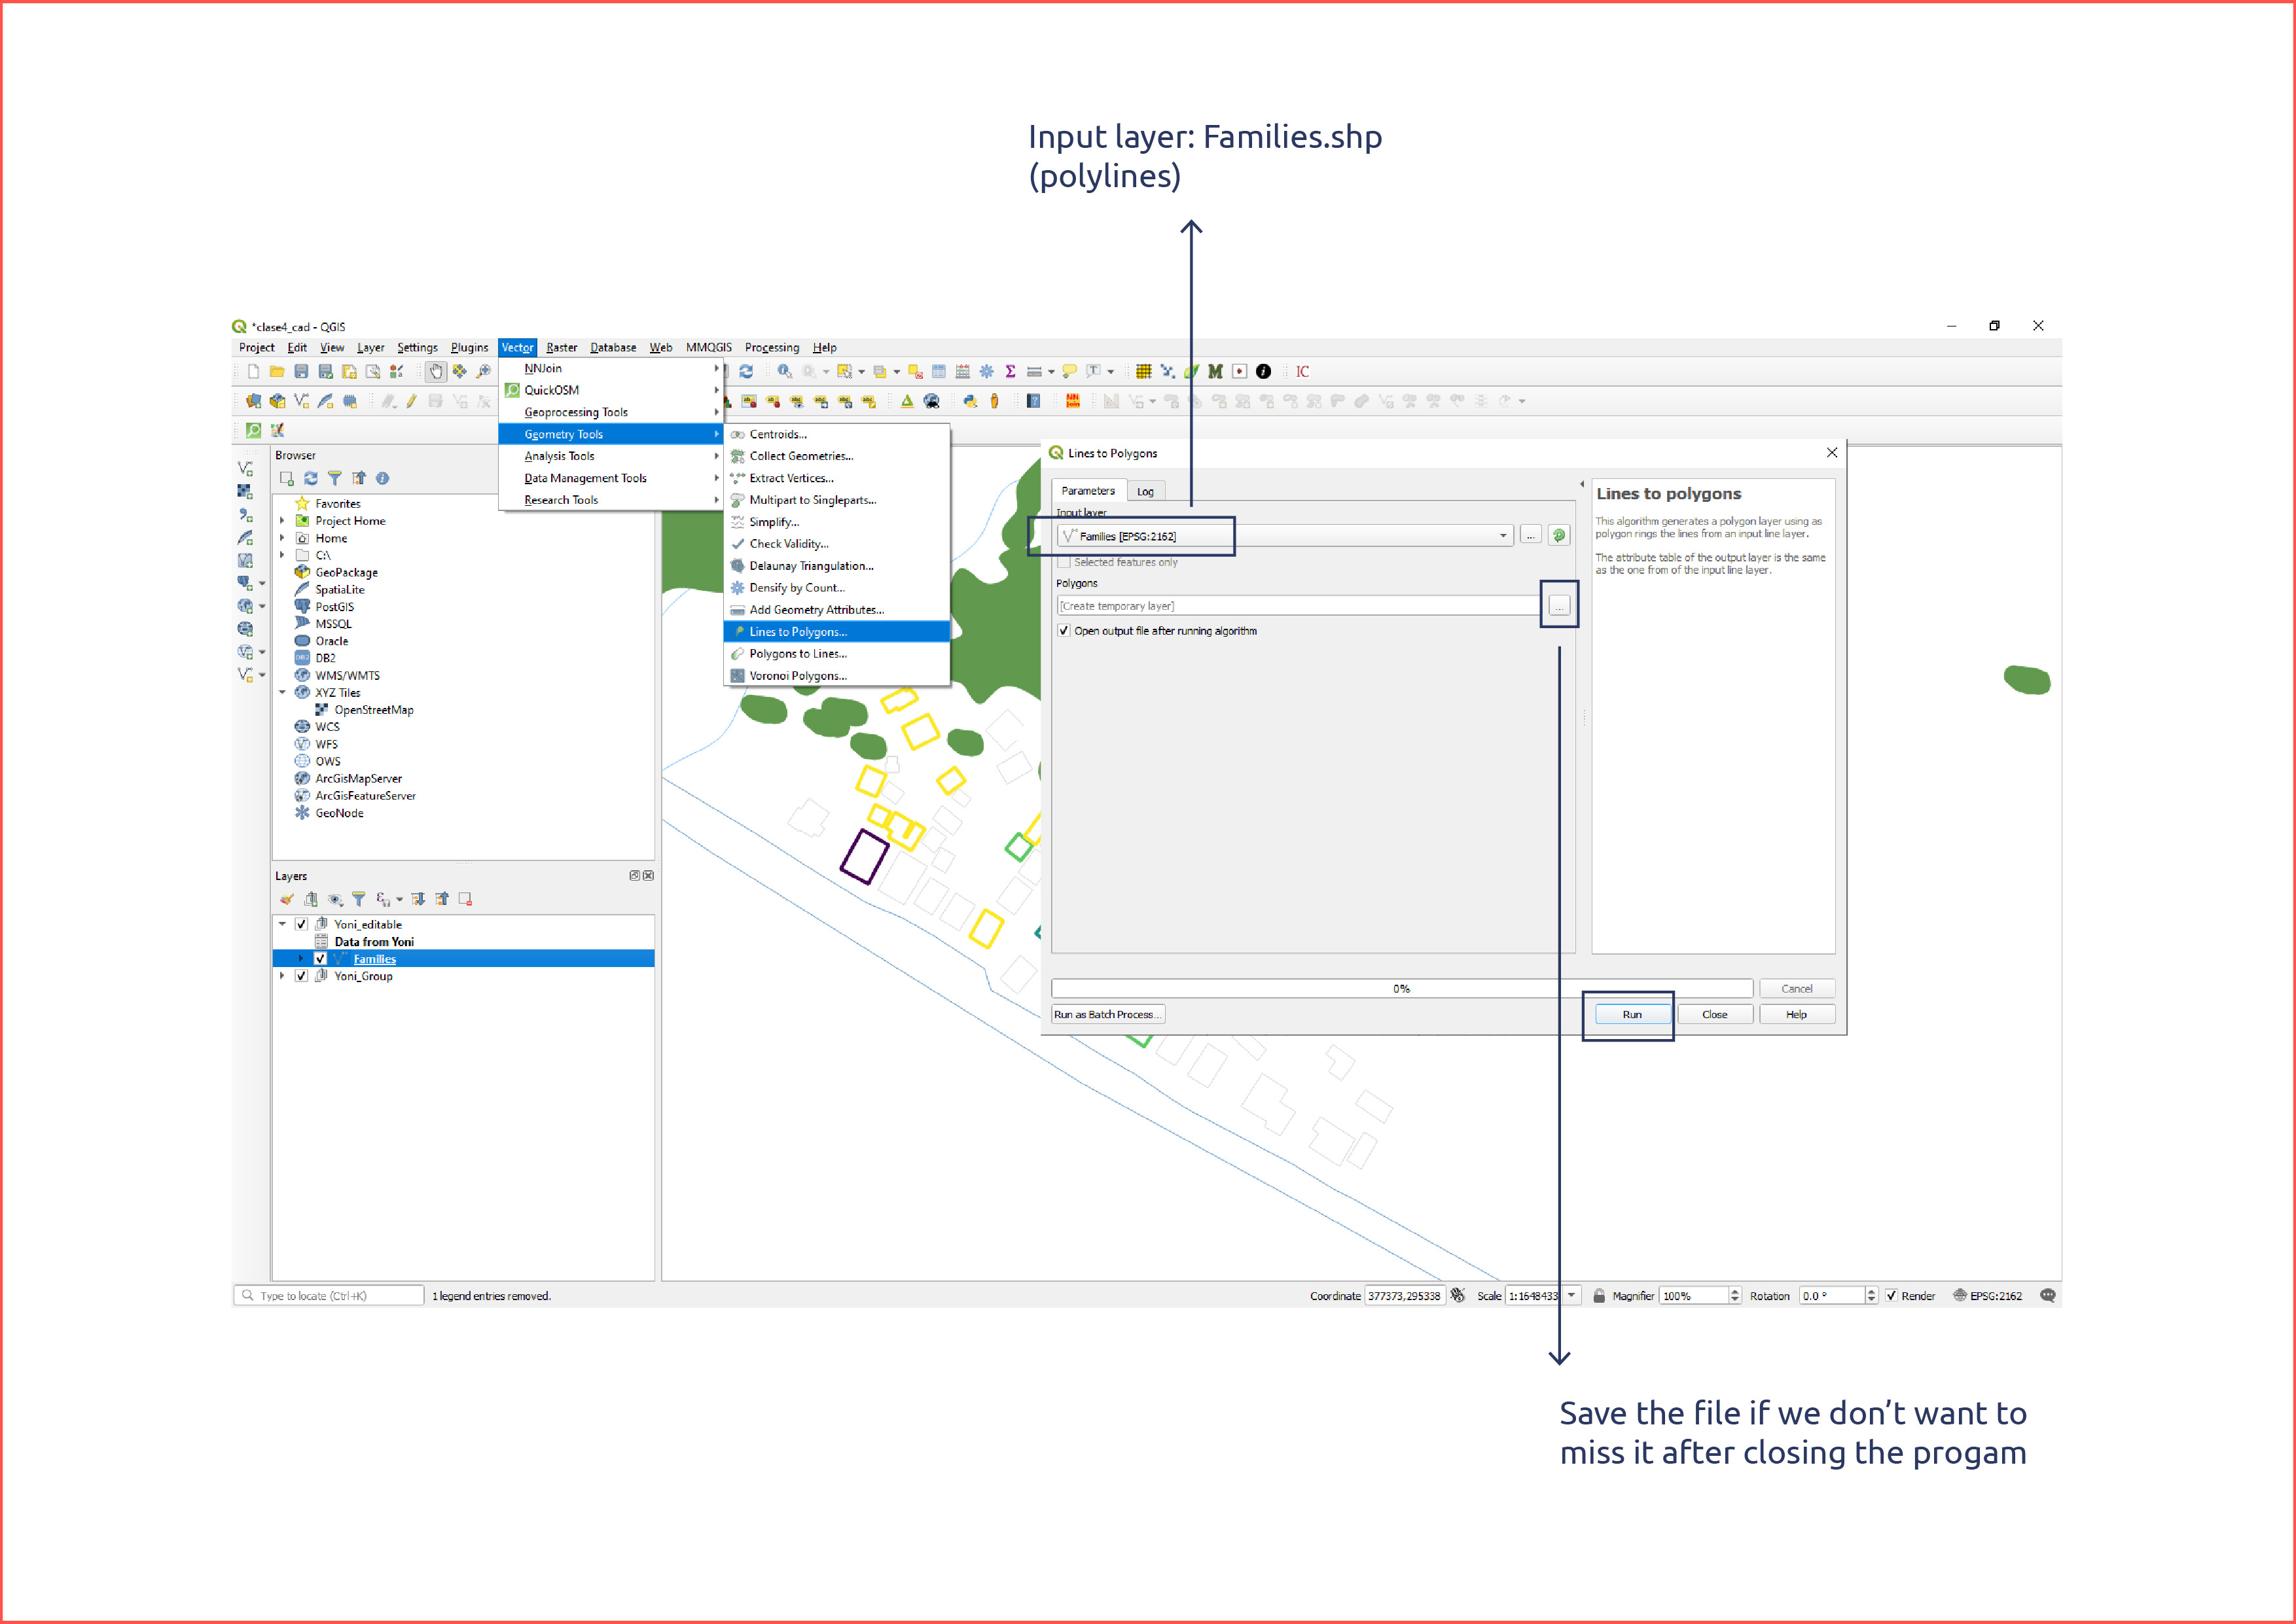 Input layer: Families.shp
(polylines)
*clase4_cad - QGIS
Project Edit View Layer Settings Plugins Vector Raster Database Web MMQGIS Processing Help
NNJoin
QuickOSM
Geoprocessing Tools
Geometry Tools
Analysis Tools
Data Management Tools
Research Tools
IC
Centroids...
Collect Geometries...
Extract Vertices...
Multipart to Singleparts...
Simplify...
Check Validity...
Delaunay Triangulation...
Densify by Count...
Add Geometry Attributes...
Lines to Polygons...
Polygons to Lines...
Voronoi Polygons...
Browser
Favorites
Project Home
Home
C:\
GeoPackage
SpatiaLite
PostGIS
MSSQL
Oracle
DB2
WMS/WMTS
XYZ Tiles
OpenStreetMap
WCS
WFS
OWS
ArcGisMapServer
ArcGisFeatureServer
GeoNode
Layers
Yoni_editable
Data from Yoni
Families
Yoni_Group
Lines to Polygons
Parameters Log
Input layer
Families [EPSG:2162]
...
Selected features only
Polygons
[Create temporary layer]
...
Open output file after running algorithm
Lines to polygons
This algorithm generates a polygon layer using as
polygon rings the lines from an input line layer.
The attribute table of the output layer is the same
as the one from of the input line layer.
0%
Cancel
Run as Batch Process...
Run
Close
Help
Type to locate (Ctrl+K)
1 legend entries removed.
Coordinate 377373,295338
Scale 1:1648433
Magnifier 100%
Rotation 0.0 °
Render
EPSG:2162
Save the file if we don't want to
miss it after closing the progam